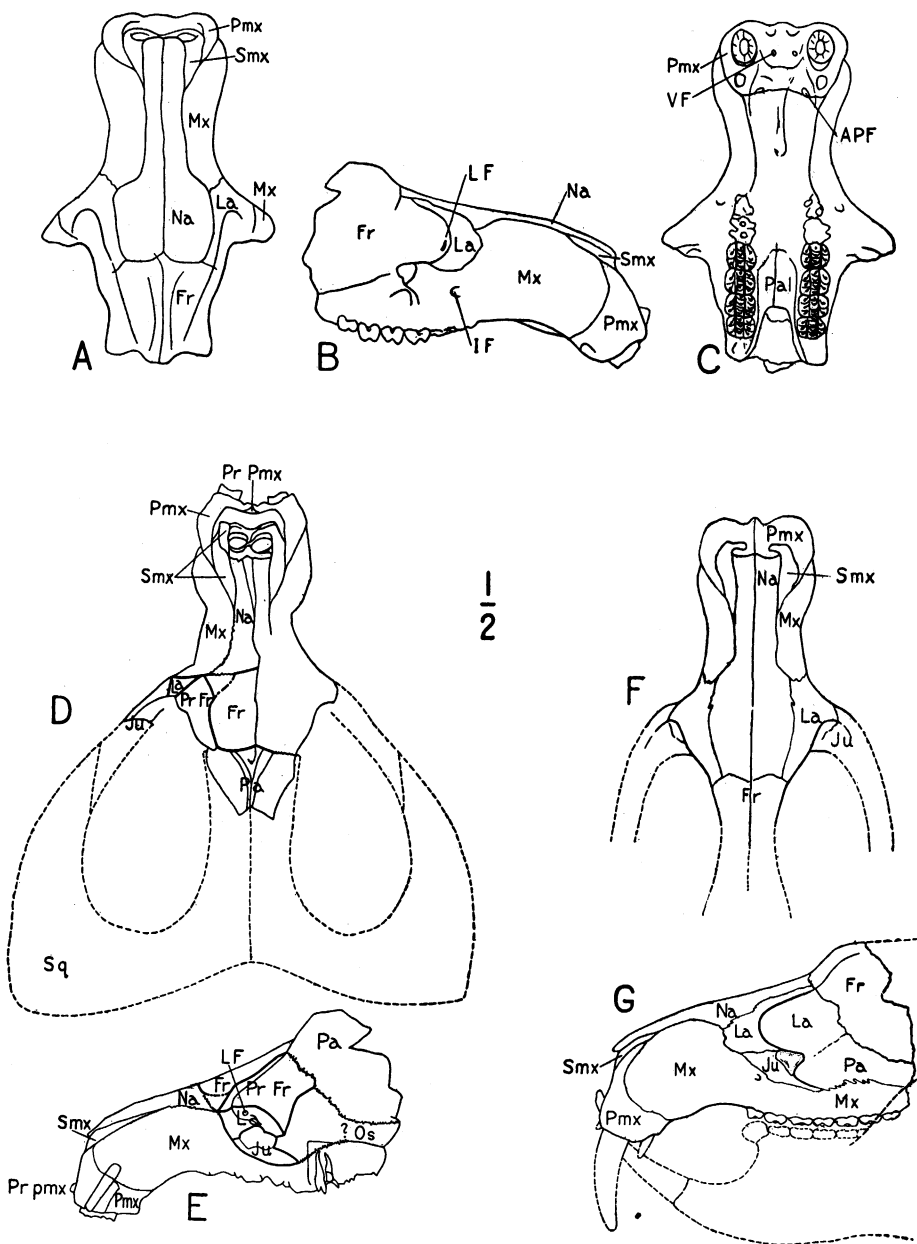 Pmx
Smx
Mx
Mx
La
Na
Fr
A
LF
Na
Fr
La
Smx
Mx
Pmx
IF
B
Pmx
VF
APF
Pal
C
Pr Pmx
Pmx
Smx
Na
Mx
La
Pr Fr
Fr
Ju
Pa
Sq
D
1
2
Pmx
Na
Smx
Mx
La
Ju
Fr
F
Pa
LF
Fr
Pr Fr
Na
La
Smx
Mx
Ju
? Os
Pr pmx
Pmx
E
G
Fr
Na
La
La
Smx
Mx
Ju
Pa
Mx
Pmx